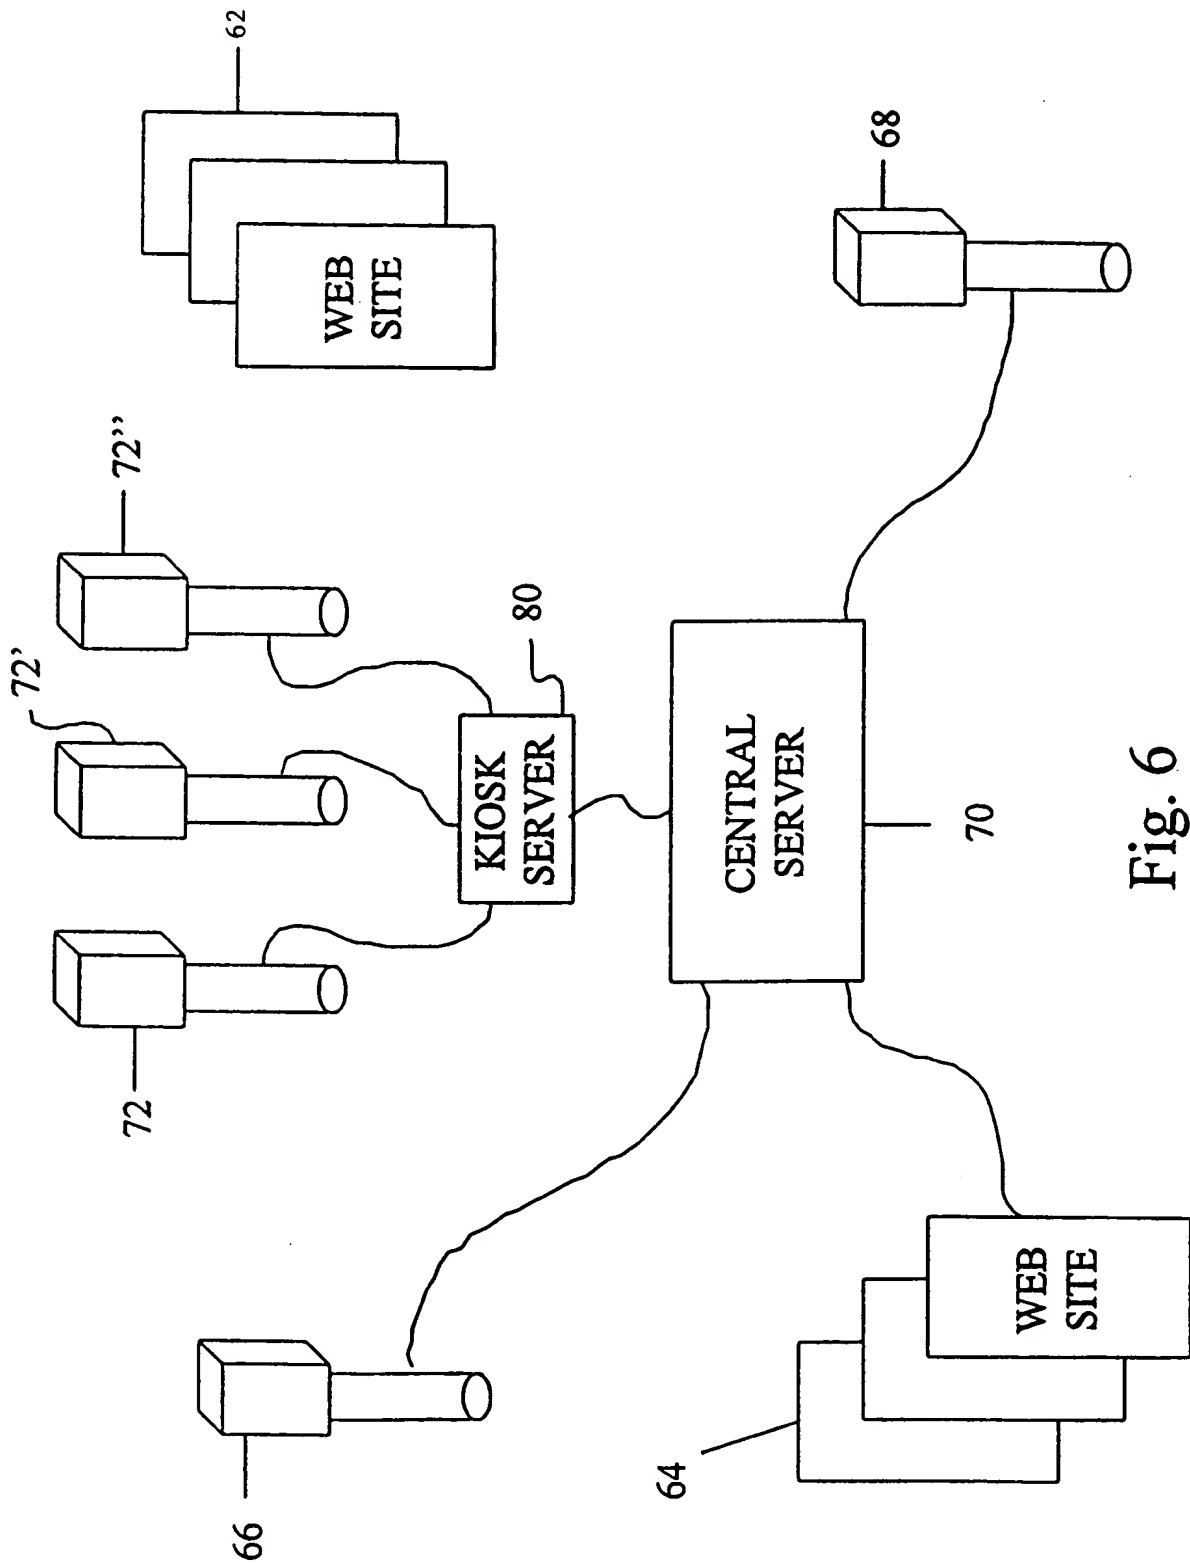 72'
72"
62
72
WEB
SITE
66
KIOSK
SERVER
80
68
CENTRAL
SERVER
64
70
WEB
SITE
Fig. 6